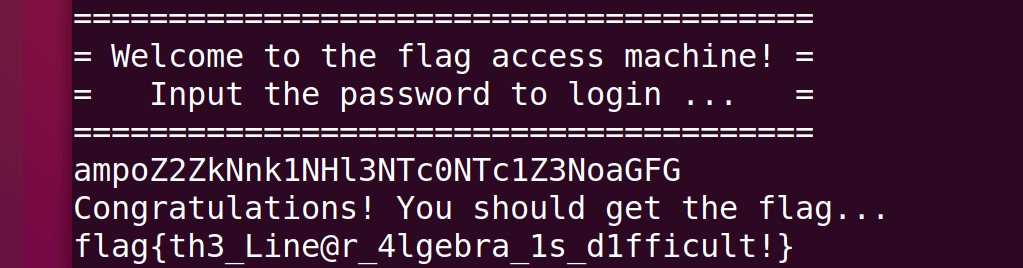 =======================================
= Welcome to the flag access machine! =
=   Input the password to login ...   =
=======================================
ampoZ2ZkNnk1NHl3NTc0NTc1Z3NoaGFG
Congratulations! You should get the flag...
flag{th3_Line@r_4lgebra_1s_d1fficult!}